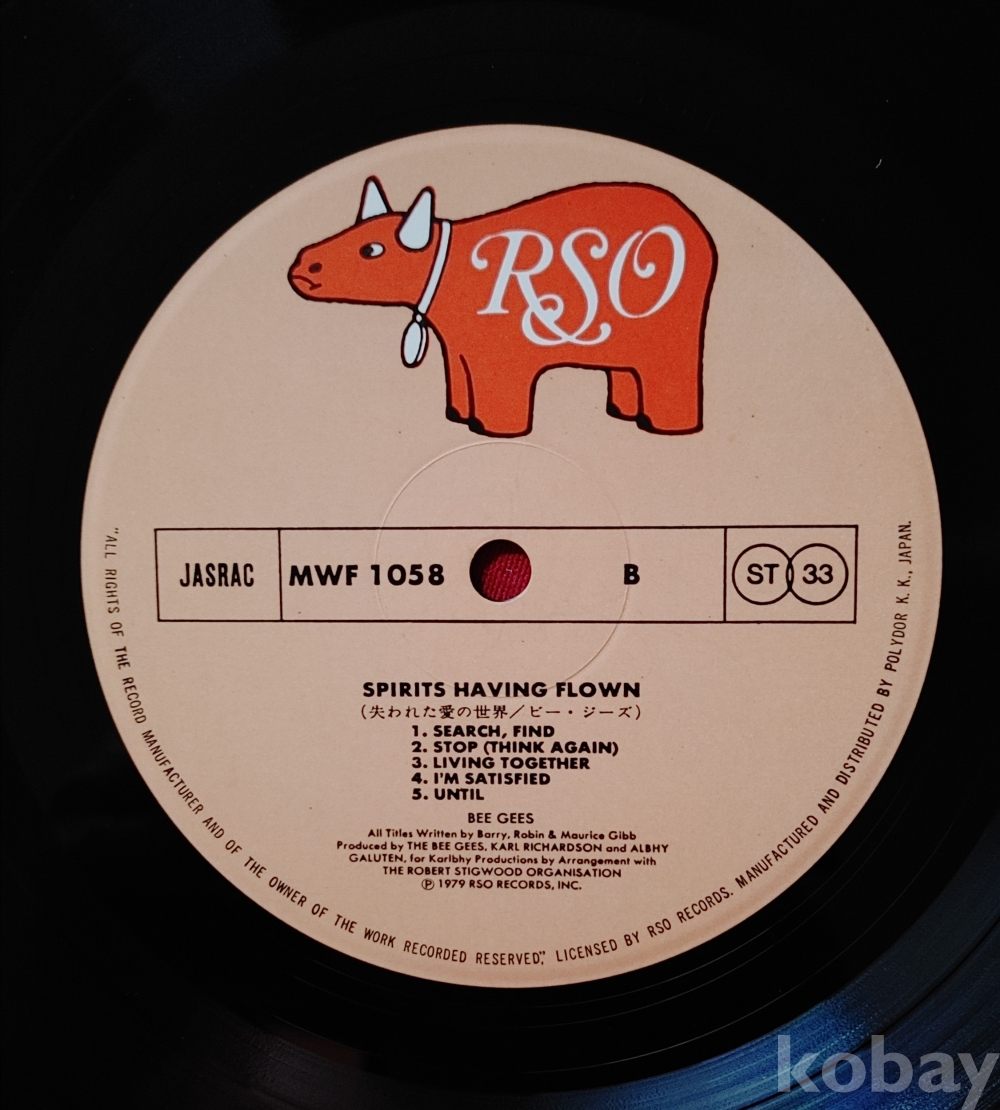 RSO
JASRAC
MWF 1058
B
ST 33
SPIRITS HAVING FLOWN
(失われた愛の世界/ビー・ジーズ)
1. SEARCH, FIND
2. STOP (THINK AGAIN)
3. LIVING TOGETHER
4. I'M SATISFIED
5. UNTIL
BEE GEES
All Titles Written by Barry, Robin & Maurice Gibb
Produced by THE BEE GEES, KARL RICHARDSON and ALBHY
GALUTEN, for Karlbhy Productions by Arrangement with
THE ROBERT STIGWOOD ORGANISATION
Ⓟ 1979 RSO RECORDS, INC.
"ALL RIGHTS OF THE RECORD MANUFACTURER AND OF THE OWNER OF THE WORK RECORDED RESERVED", LICENSED BY RSO RECORDS. MANUFACTURED AND DISTRIBUTED BY POLYDOR K. K., JAPAN.
kobay